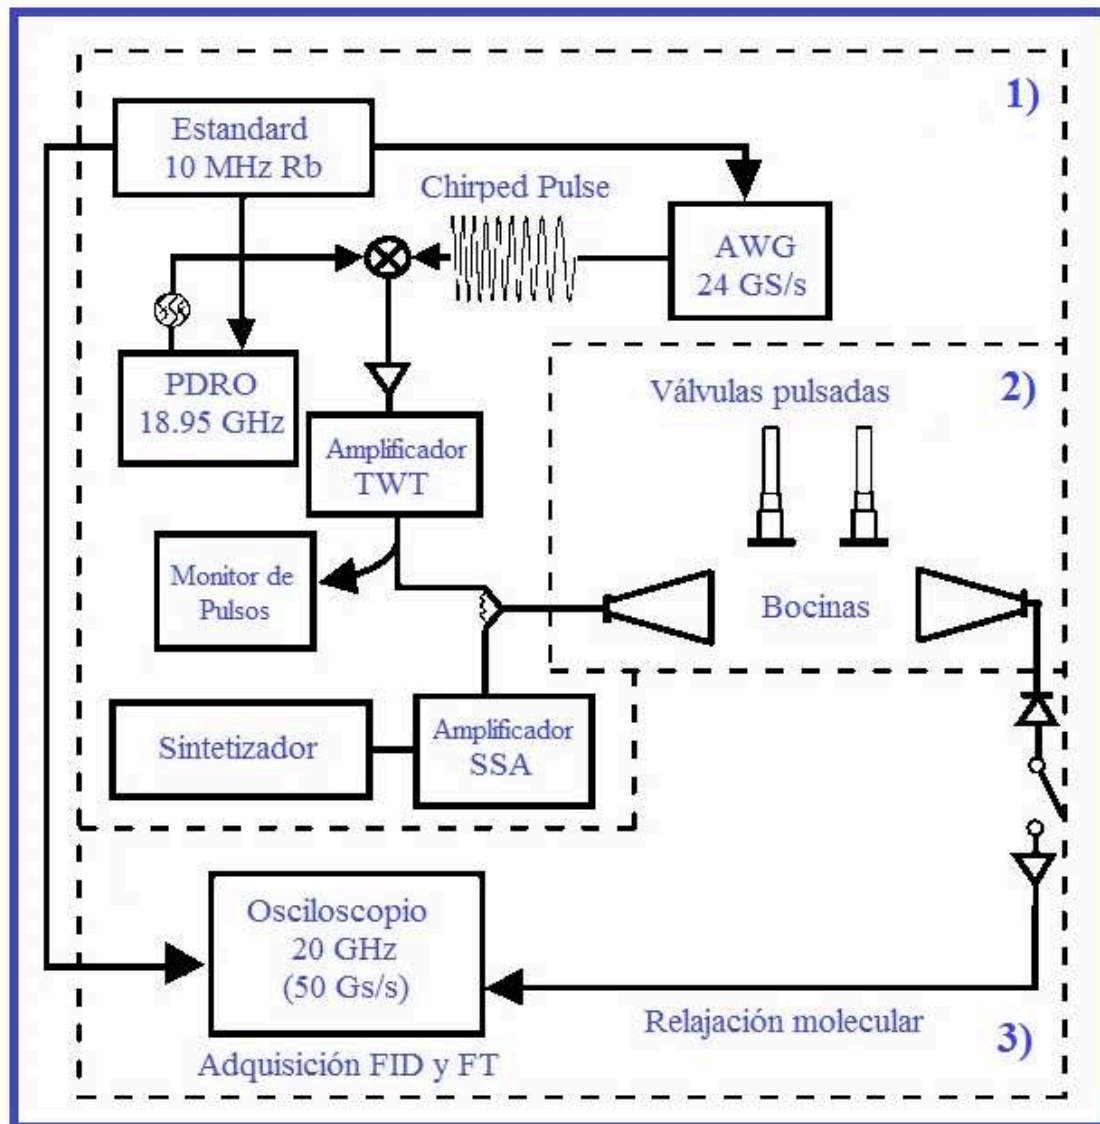 1)
Estandard
10 MHz Rb
Chirped Pulse
AWG
24 GS/s
PDRO
18.95 GHz
2)
Válvulas pulsadas
Amplificador
TWT
Monitor de
Pulsos
Bocinas
Sintetizador
Amplificador
SSA
Osciloscopio
20 GHz
(50 Gs/s)
Relajación molecular
3)
Adquisición FID y FT